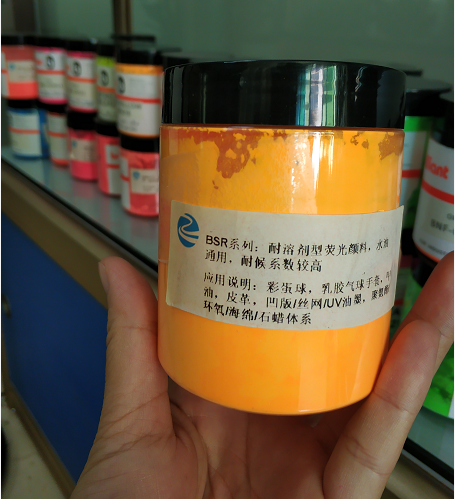 BSR系列：耐溶剂型荧光颜料，水油
通用，耐候系数较高
应用说明：彩蛋球，乳胶气球手套，
油，皮革，凹版/丝网/UV油墨，聚氨酯
环氧/海绵/石蜡体系